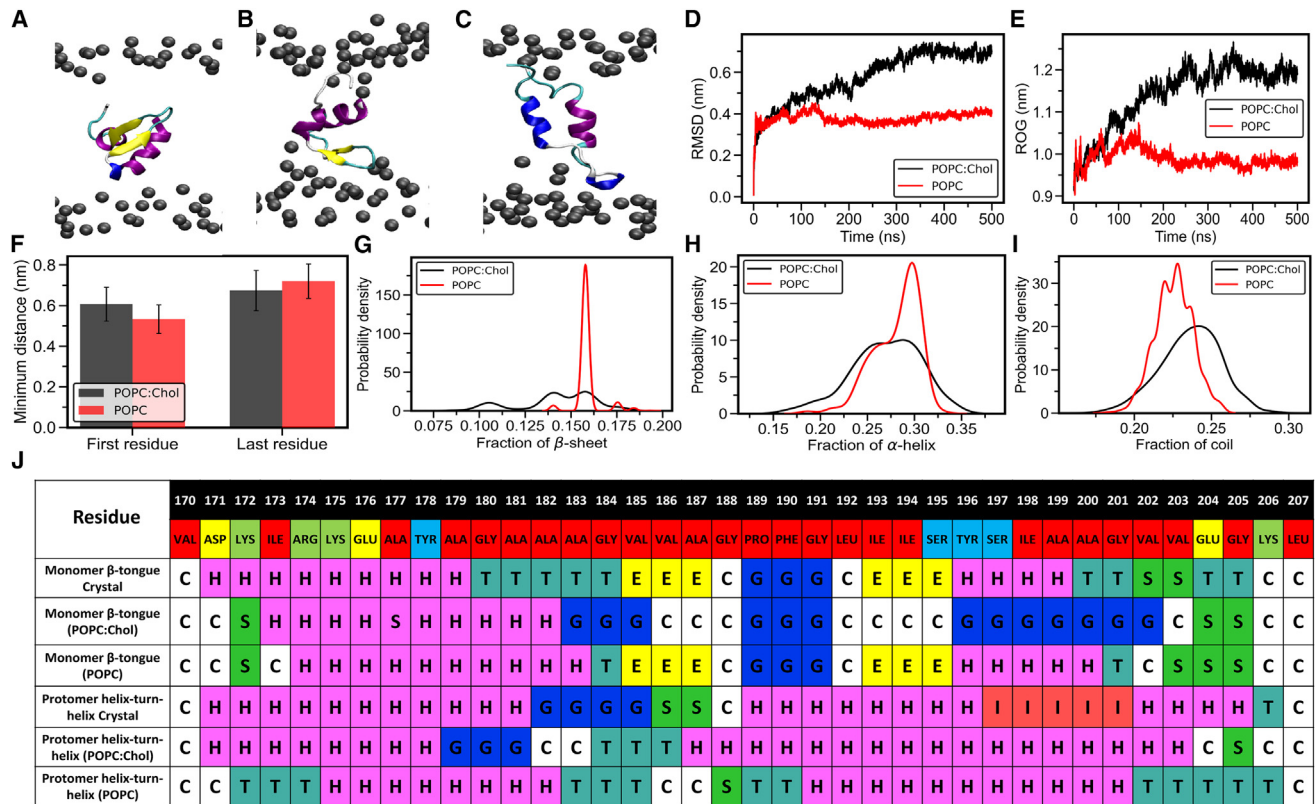 A
B
C
D
E
RMSD (nm)
0.6
0.4
0.2
0.0
0 100 200 300 400 500
Time (ns)
POPC:Chol
POPC
ROG (nm)
1.2
1.1
1.0
0.9
0 100 200 300 400 500
Time (ns)
POPC:Chol
POPC
F
G
H
I
Minimum distance (nm)
0.8
0.6
0.4
0.2
0.0
POPC:Chol
POPC
First residue Last residue
Probability density
150
100
50
0
0.075 0.100 0.125 0.150 0.175 0.200
Fraction of β-sheet
POPC:Chol
POPC
Probability density
20
15
10
5
0
0.15 0.20 0.25 0.30 0.35
Fraction of α-helix
POPC:Chol
POPC
Probability density
30
20
10
0
0.20 0.25 0.30
Fraction of coil
POPC:Chol
POPC
J
Residue
170 171 172 173 174 175 176 177 178 179 180 181 182 183 184 185 186 187 188 189 190 191 192 193 194 195 196 197 198 199 200 201 202 203 204 205 206 207
VAL ASP LYS ILE ARG LYS GLU ALA TYR ALA GLY ALA ALA ALA GLY VAL VAL ALA GLY PRO PHE GLY LEU ILE ILE SER TYR SER ILE ALA ALA GLY VAL VAL GLU GLY LYS LEU
Monomer β-tongue
Crystal
C H H H H H H H H H T T T T T E E E C G G G C E E E H H H H T T S S T T C C
Monomer β-tongue
(POPC:Chol)
C C S H H H H S H H H H H G G G C C C G G G C C C C G G G G G G G C S S C C
Monomer β-tongue
(POPC)
C C S C H H H H H H H H H H T E E E C G G G C E E E H H H H H T C S S S C C
Protomer helix-turn-
helix Crystal
C H H H H H H H H H H H G G G G S S C H H H H H H H H I I I I I H H H H T C
Protomer helix-turn-
helix (POPC:Chol)
C H H H H H H H H G G G C C T T T H H H H H H H H H H H H H H H H H C S C C
Protomer helix-turn-
helix (POPC)
C C T T T H H H H H H H H T T T C C S T T H H H H H H H H H H H T T T T T C